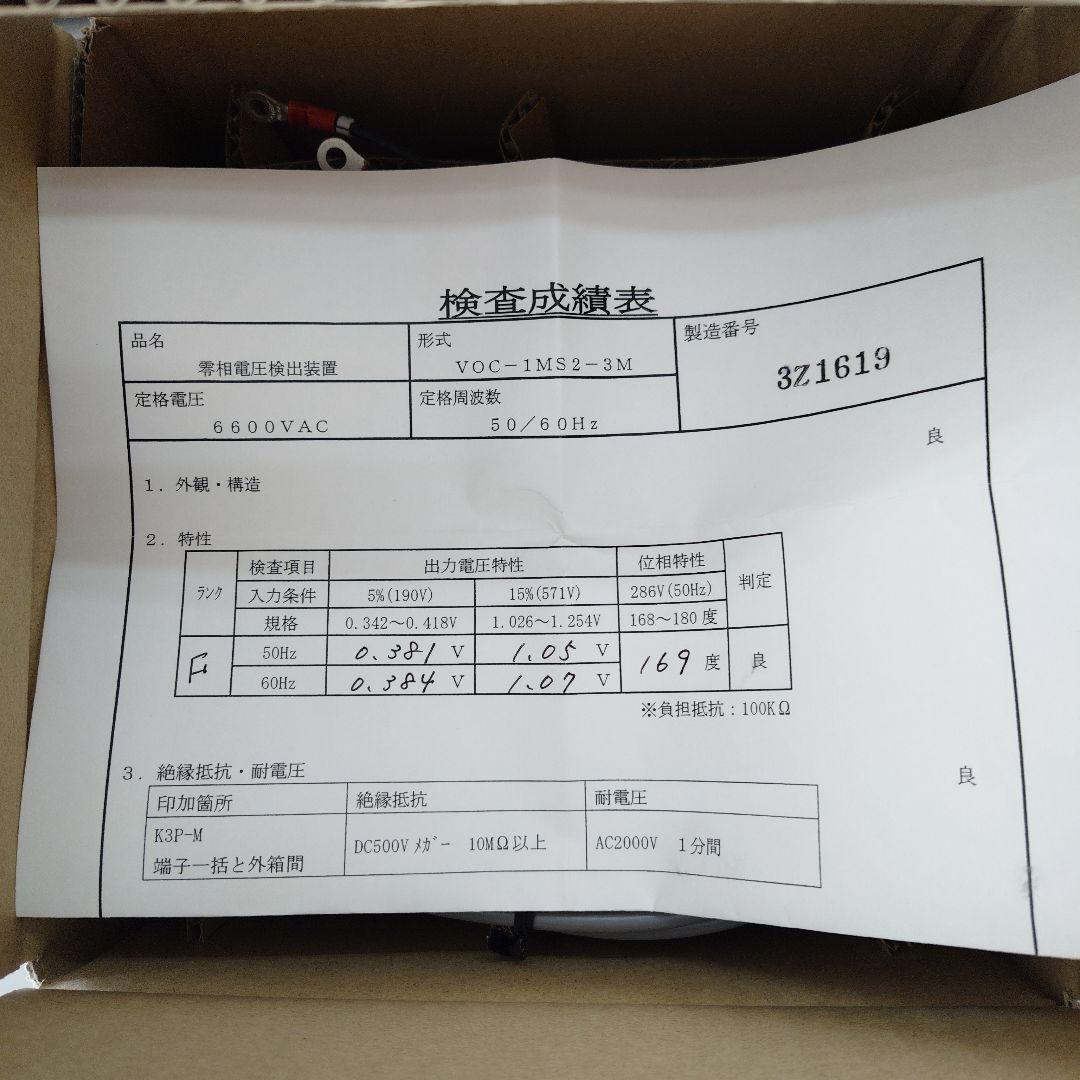 検査成績表
品名
零相電圧検出装置
形式
VOC-1MS2-3M
製造番号
3Z1619
定格電圧
6600VAC
定格周波数
50/60Hz
良
1. 外観・構造
2. 特性
ランク 検査項目 出力電圧特性 位相特性 判定
入力条件 5%(190V) 15%(571V) 286V(50Hz)
規格 0.342～0.418V 1.026～1.254V 168～180度
F 50Hz 0.381 V 1.05 V 169 度 良
60Hz 0.384 V 1.07 V
※負担抵抗：100KΩ
3. 絶縁抵抗・耐電圧
良
印加箇所 絶縁抵抗 耐電圧
K3P-M
端子一括と外箱間 DC500Vメガー 10MΩ以上 AC2000V 1分間